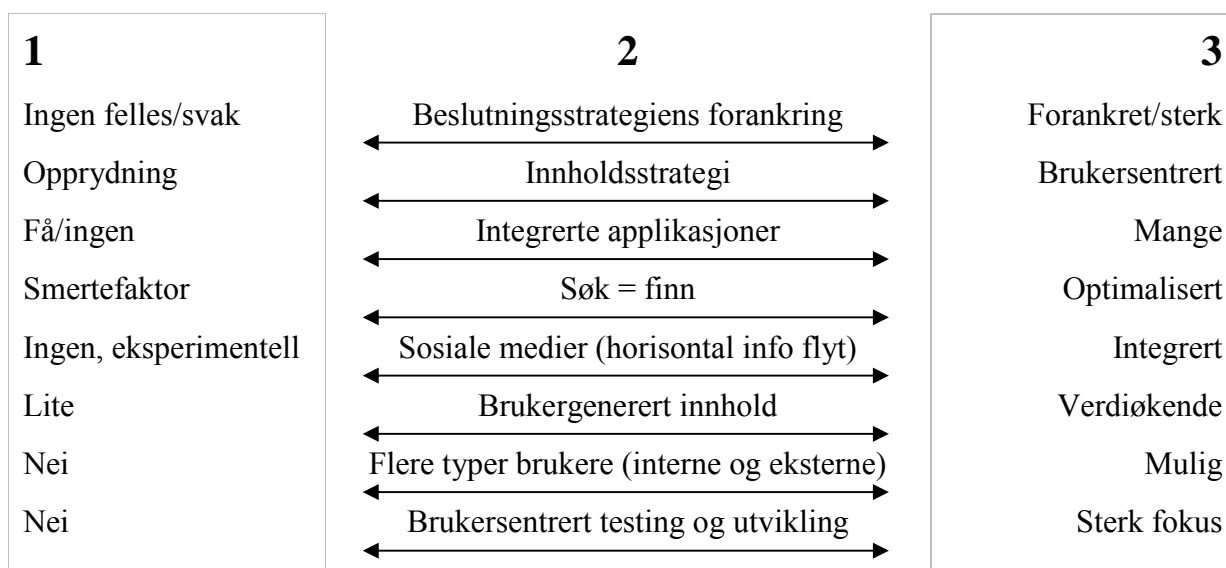 1 2 3
Ingen felles/svak Beslutningsstrategiens forankring Forankret/sterk
Opprydning Innholdsstrategi Brukersentrert
Få/ingen Integrerte applikasjoner Mange
Smertefaktor Søk = finn Optimalisert
Ingen, eksperimentell Sosiale medier (horisontal info flyt) Integrert
Lite Brukergenerert innhold Verdiøkende
Nei Flere typer brukere (interne og eksterne) Mulig
Nei Brukersentrert testing og utvikling Sterk fokus